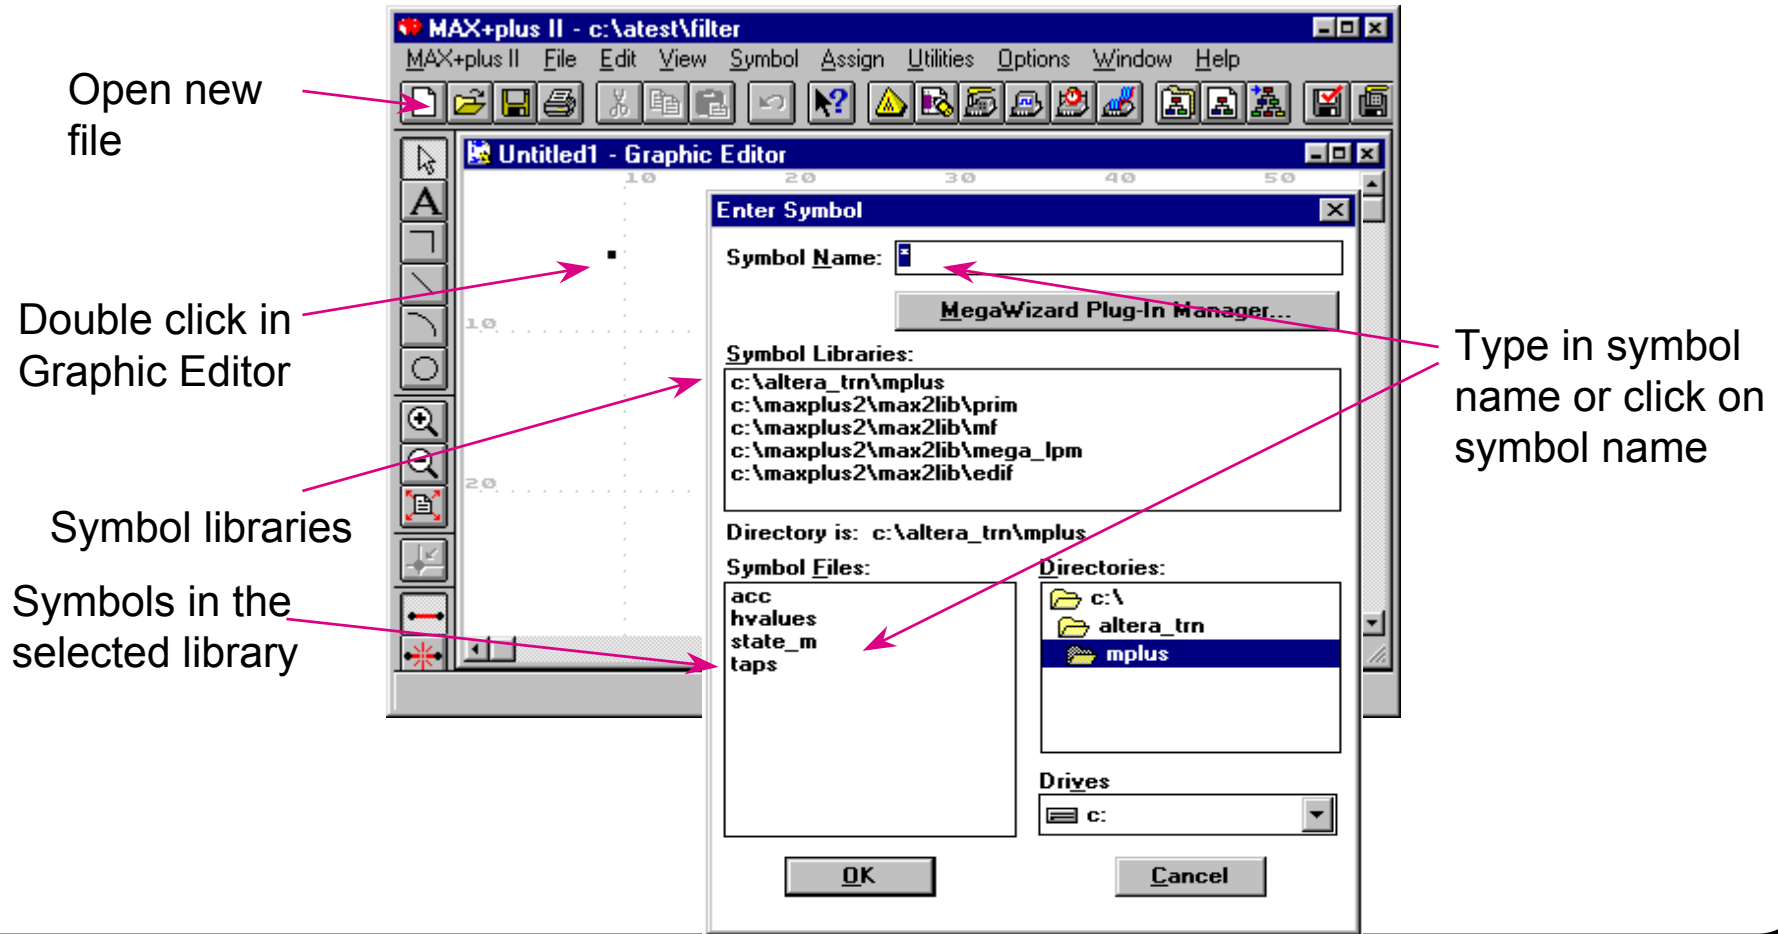 MAX+plus II - c:\atest\filter
MAX+plus II File Edit View Symbol Assign Utilities Options Window Help
Open new
file
Untitled1 - Graphic Editor
10 20 30 40 50
Enter Symbol
Symbol Name: *
MegaWizard Plug-In Manager...
Double click in
Graphic Editor
10
Type in symbol
name or click on
symbol name
Symbol Libraries:
c:\altera_trn\mplus
c:\maxplus2\max2lib\prim
c:\maxplus2\max2lib\mf
c:\maxplus2\max2lib\mega_lpm
c:\maxplus2\max2lib\edif
20
Symbol libraries
Directory is: c:\altera_trn\mplus
Symbol Files: Directories:
Symbols in the
selected library
acc
hvalues
state_m
taps
c:\
altera_trn
mplus
Drives
c:
OK Cancel